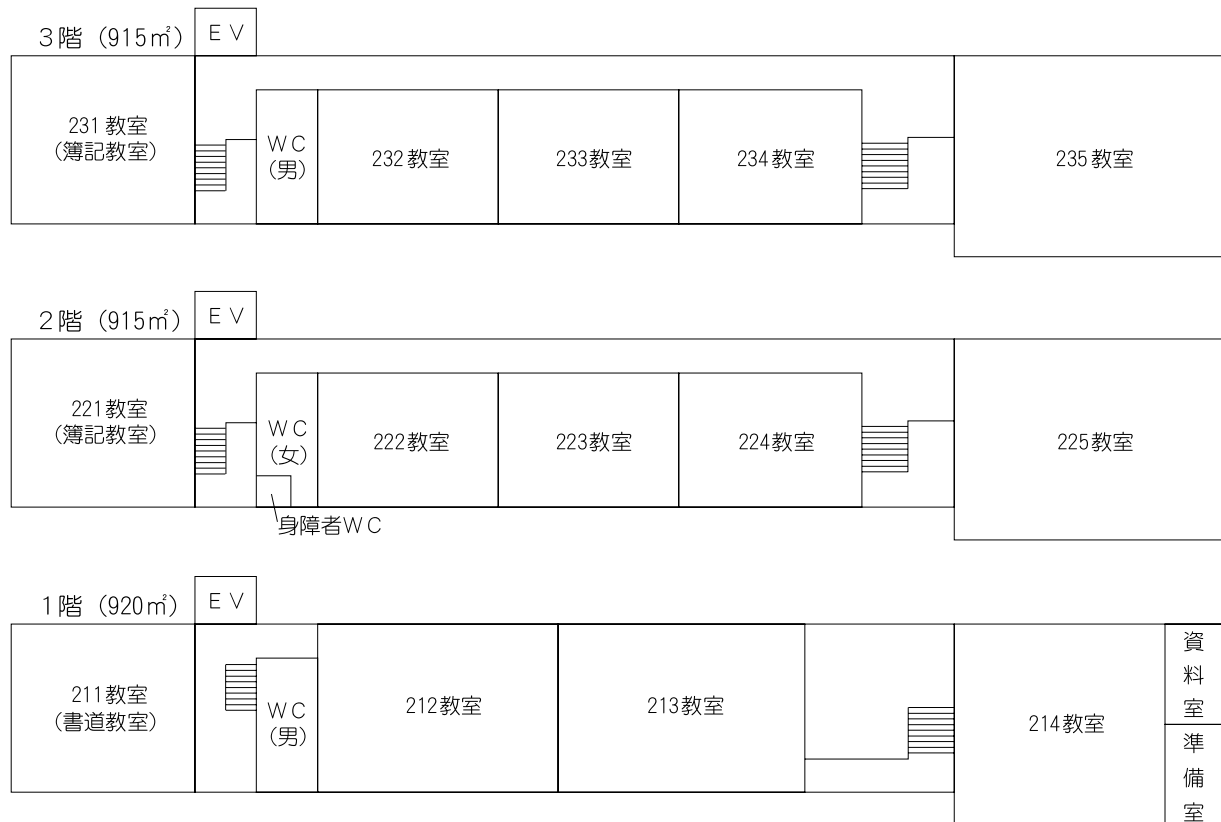 3階 (915㎡)
ＥＶ
231教室
(簿記教室)
ＷＣ
(男)
232教室
233教室
234教室
235教室
2階 (915㎡)
ＥＶ
221教室
(簿記教室)
ＷＣ
(女)
222教室
223教室
224教室
225教室
身障者ＷＣ
1階 (920㎡)
ＥＶ
211教室
(書道教室)
ＷＣ
(男)
212教室
213教室
214教室
資料室
準備室